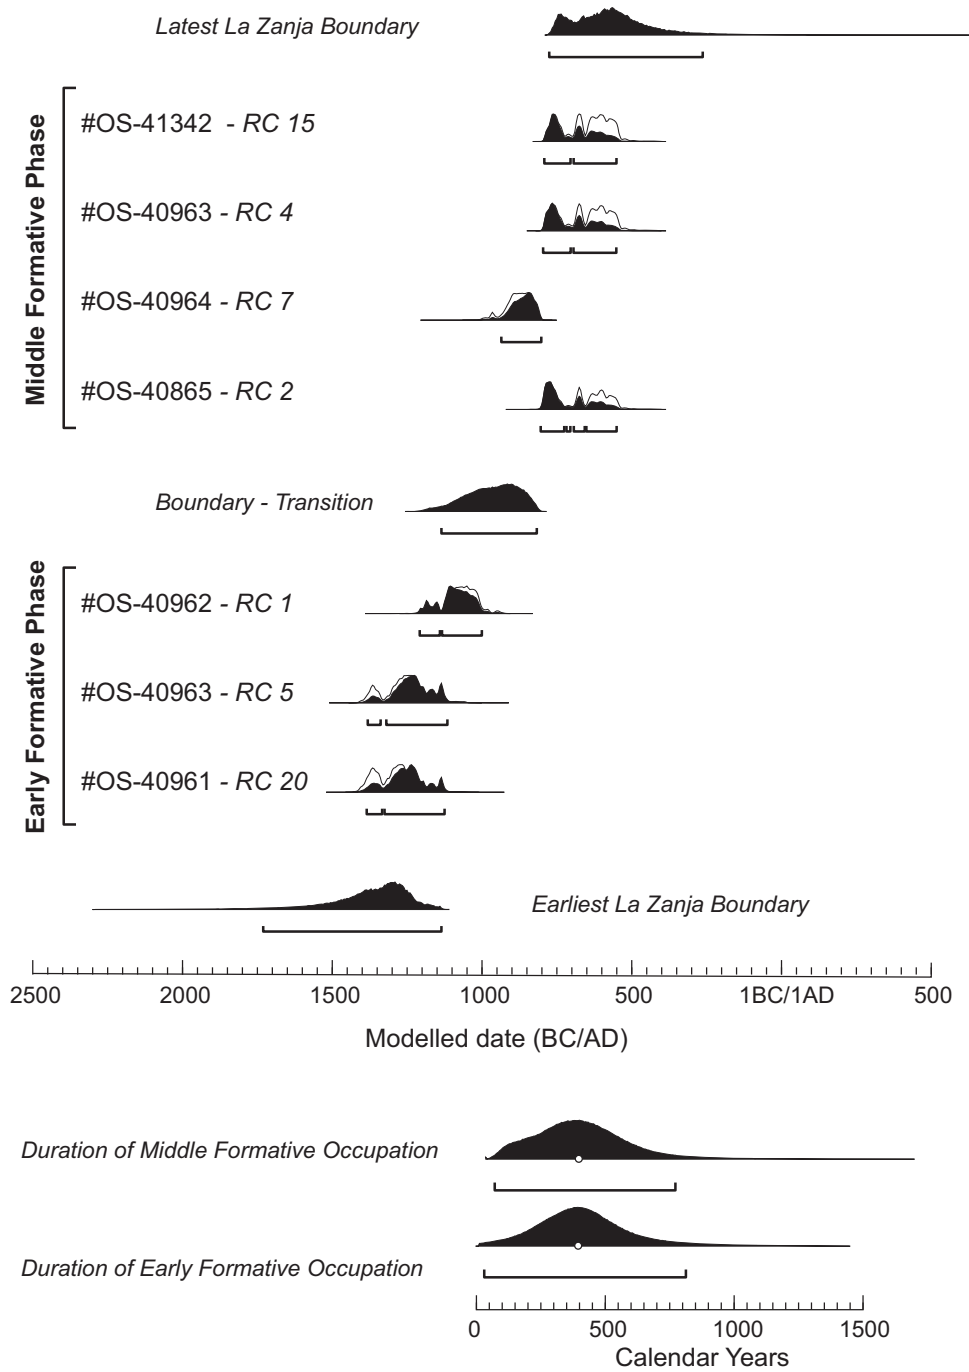 Latest La Zanja Boundary
Middle Formative Phase
#OS-41342 - RC 15
#OS-40963 - RC 4
#OS-40964 - RC 7
#OS-40865 - RC 2
Boundary - Transition
Early Formative Phase
#OS-40962 - RC 1
#OS-40963 - RC 5
#OS-40961 - RC 20
Earliest La Zanja Boundary
2500 2000 1500 1000 500 1BC/1AD 500
Modelled date (BC/AD)
Duration of Middle Formative Occupation
Duration of Early Formative Occupation
0 500 1000 1500
Calendar Years